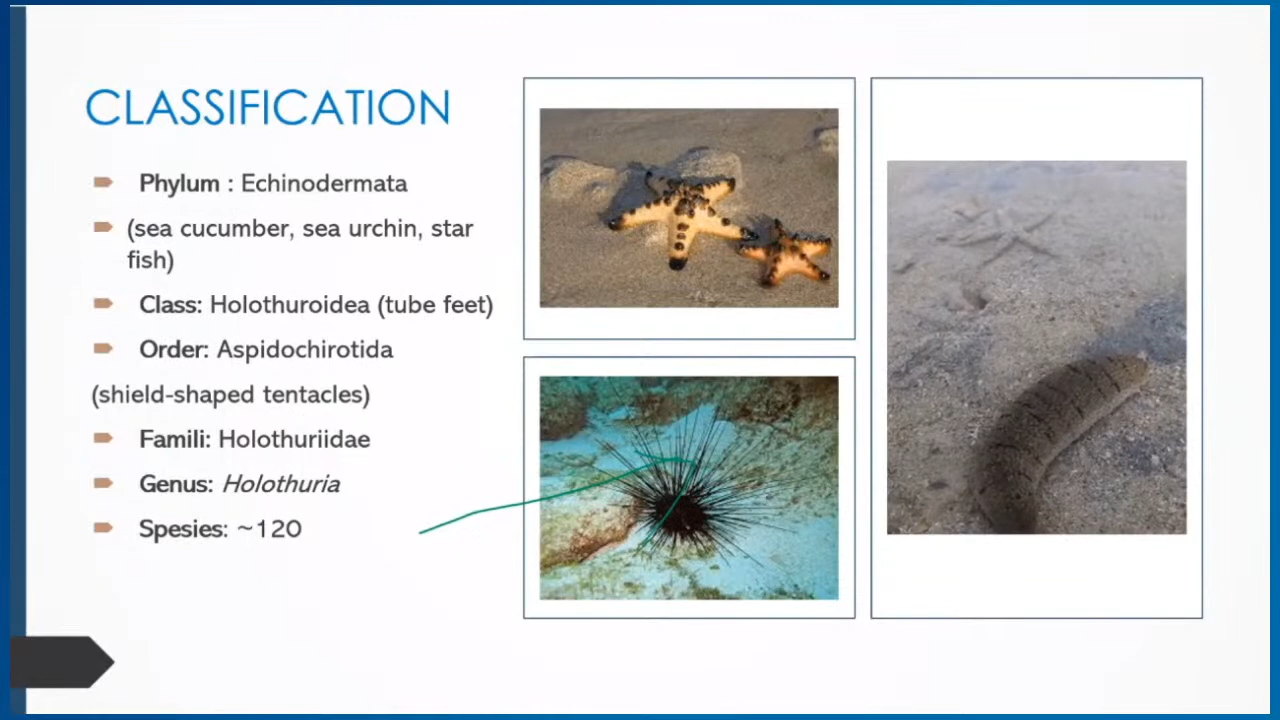 CLASSIFICATION
Phylum : Echinodermata
(sea cucumber, sea urchin, star
fish)
Class: Holothuroidea (tube feet)
Order: Aspidochirotida
(shield-shaped tentacles)
Famili: Holothuriidae
Genus: Holothuria
Spesies: ~120